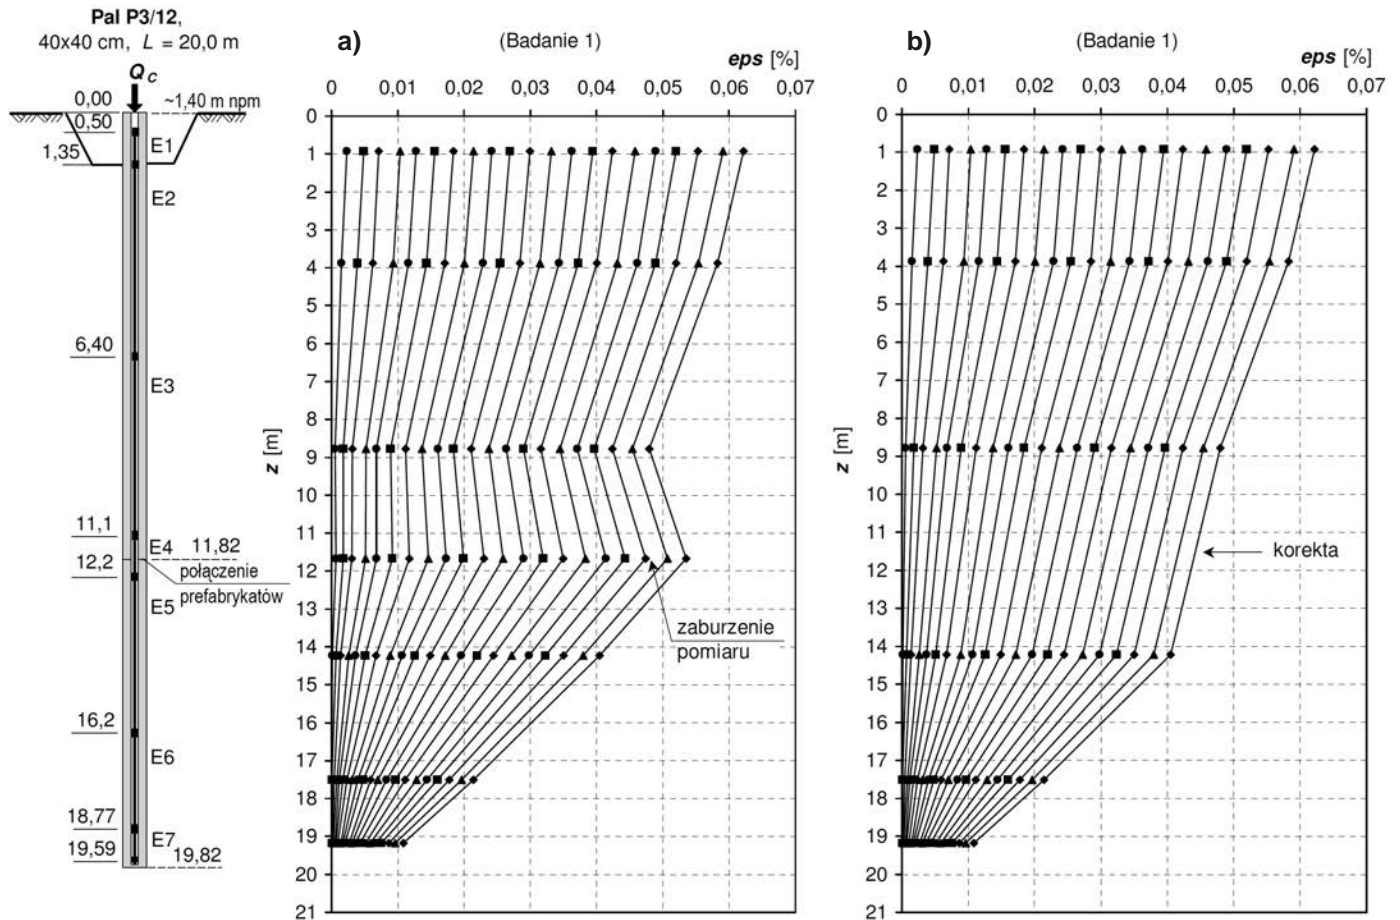 Pal P3/12,
40x40 cm, L = 20,0 m
Q C
0,00
~1,40 m npm
0,50
E1
1,35
E2
6,40
E3
11,1
E4
11,82
12,2
połączenie
prefabrykatów
E5
16,2
E6
18,77
E7
19,59
19,82
a)
(Badanie 1)
eps [%]
0 0,01 0,02 0,03 0,04 0,05 0,06 0,07
0
1
2
3
4
5
6
7
8
9
10
11
12
13
14
15
16
17
18
19
20
21
z [m]
zaburzenie
pomiaru
b)
(Badanie 1)
eps [%]
0 0,01 0,02 0,03 0,04 0,05 0,06 0,07
0
1
2
3
4
5
6
7
8
9
10
11
12
13
14
15
16
17
18
19
20
21
z [m]
korekta